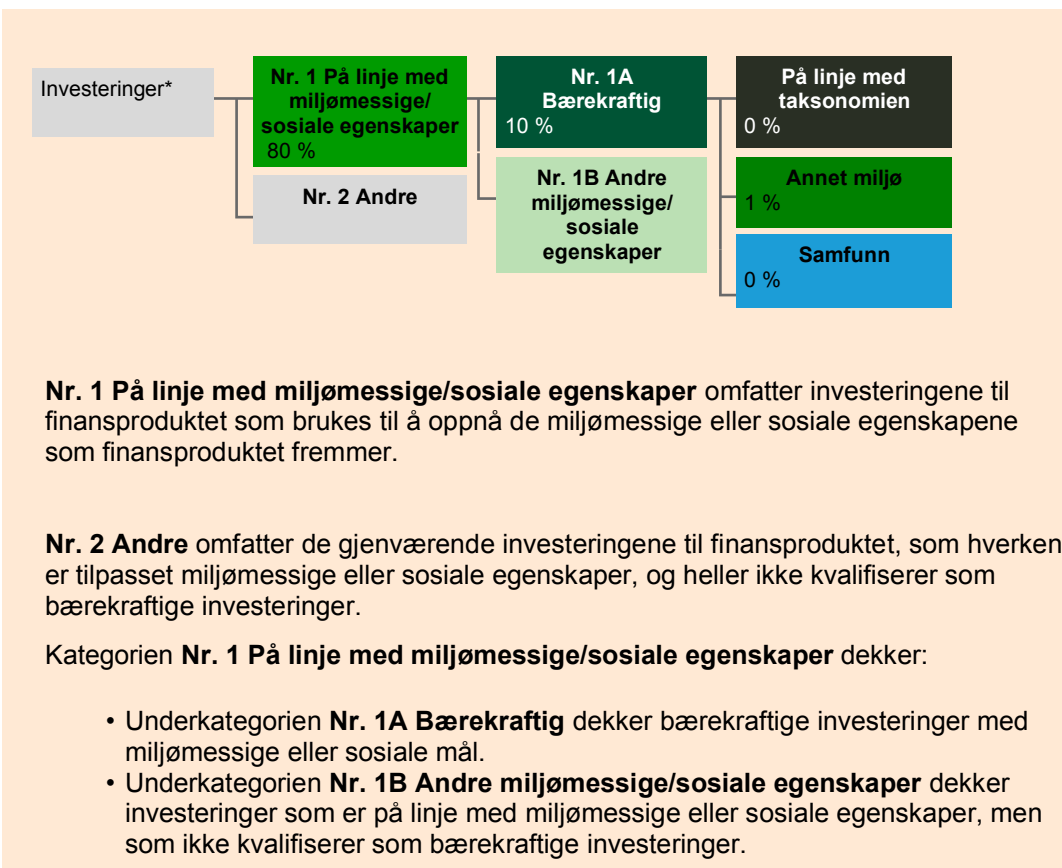 Investeringer*
Nr. 1 På linje med
miljømessige/
sosiale egenskaper
80 %
Nr. 2 Andre
Nr. 1A
Bærekraftig
10 %
Nr. 1B Andre
miljømessige/
sosiale
egenskaper
På linje med
taksonomien
0 %
Annet miljø
1 %
Samfunn
0 %
Nr. 1 På linje med miljømessige/sosiale egenskaper omfatter investeringene til
finansproduktet som brukes til å oppnå de miljømessige eller sosiale egenskapene
som finansproduktet fremmer.
Nr. 2 Andre omfatter de gjenværende investeringene til finansproduktet, som hverken
er tilpasset miljømessige eller sosiale egenskaper, og heller ikke kvalifiserer som
bærekraftige investeringer.
Kategorien Nr. 1 På linje med miljømessige/sosiale egenskaper dekker:
• Underkategorien Nr. 1A Bærekraftig dekker bærekraftige investeringer med
miljømessige eller sosiale mål.
• Underkategorien Nr. 1B Andre miljømessige/sosiale egenskaper dekker
investeringer som er på linje med miljømessige eller sosiale egenskaper, men
som ikke kvalifiserer som bærekraftige investeringer.